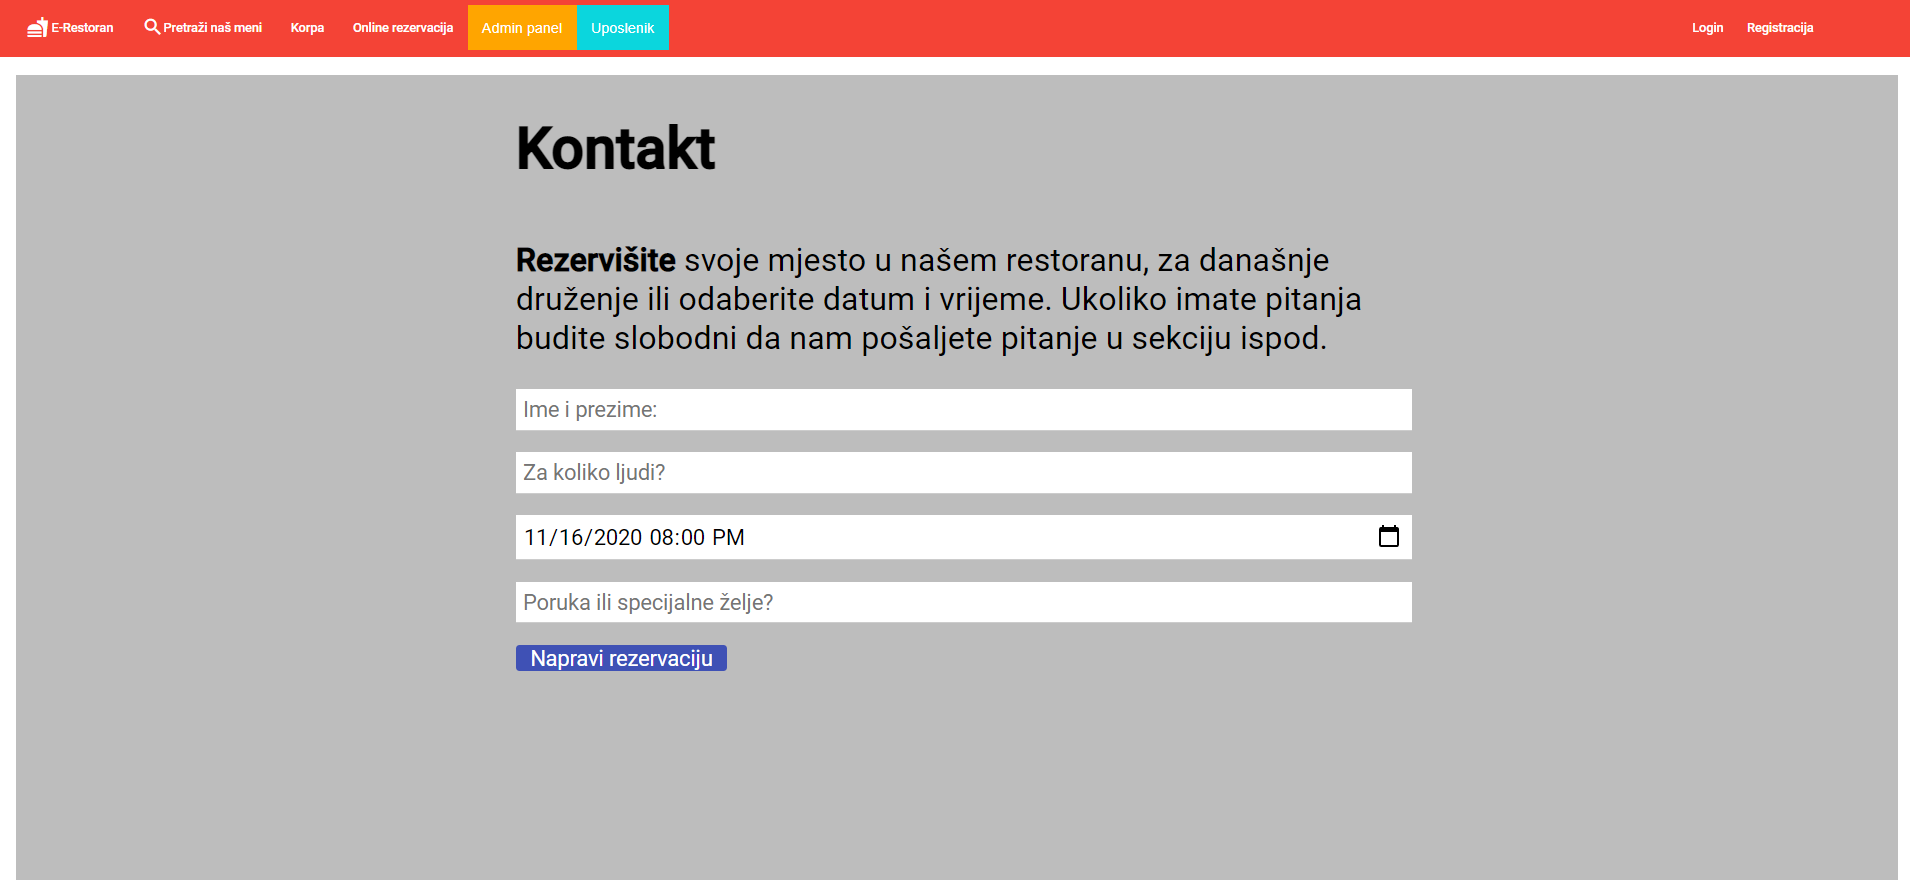 E-Restoran Pretraži naš meni Korpa Online rezervacija Admin panel Uposlenik Login Registracija
Kontakt
Rezervišite svoje mjesto u našem restoranu, za današnje
druženje ili odaberite datum i vrijeme. Ukoliko imate pitanja
budite slobodni da nam pošaljete pitanje u sekciju ispod.
Ime i prezime:
Za koliko ljudi?
11/16/2020 08:00 PM
Poruka ili specijalne želje?
Napravi rezervaciju